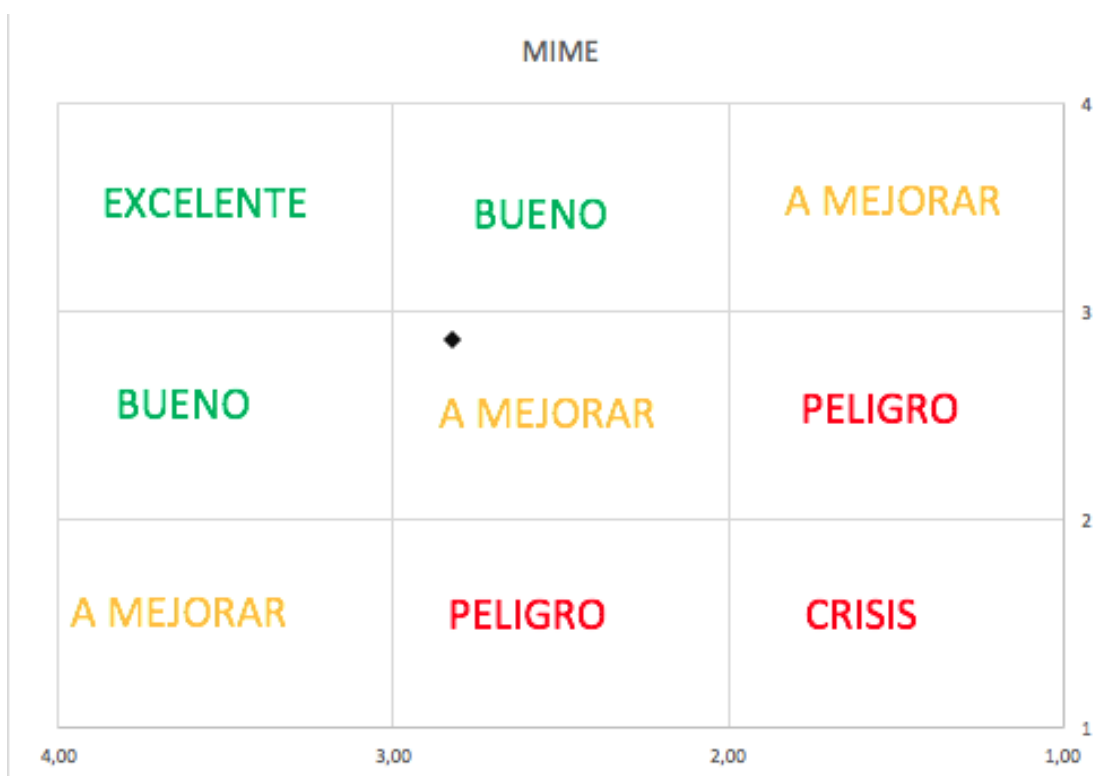 MIME
4
EXCELENTE
BUENO
A MEJORAR
3
BUENO
A MEJORAR
PELIGRO
2
A MEJORAR
PELIGRO
CRISIS
1
4,00
3,00
2,00
1,00